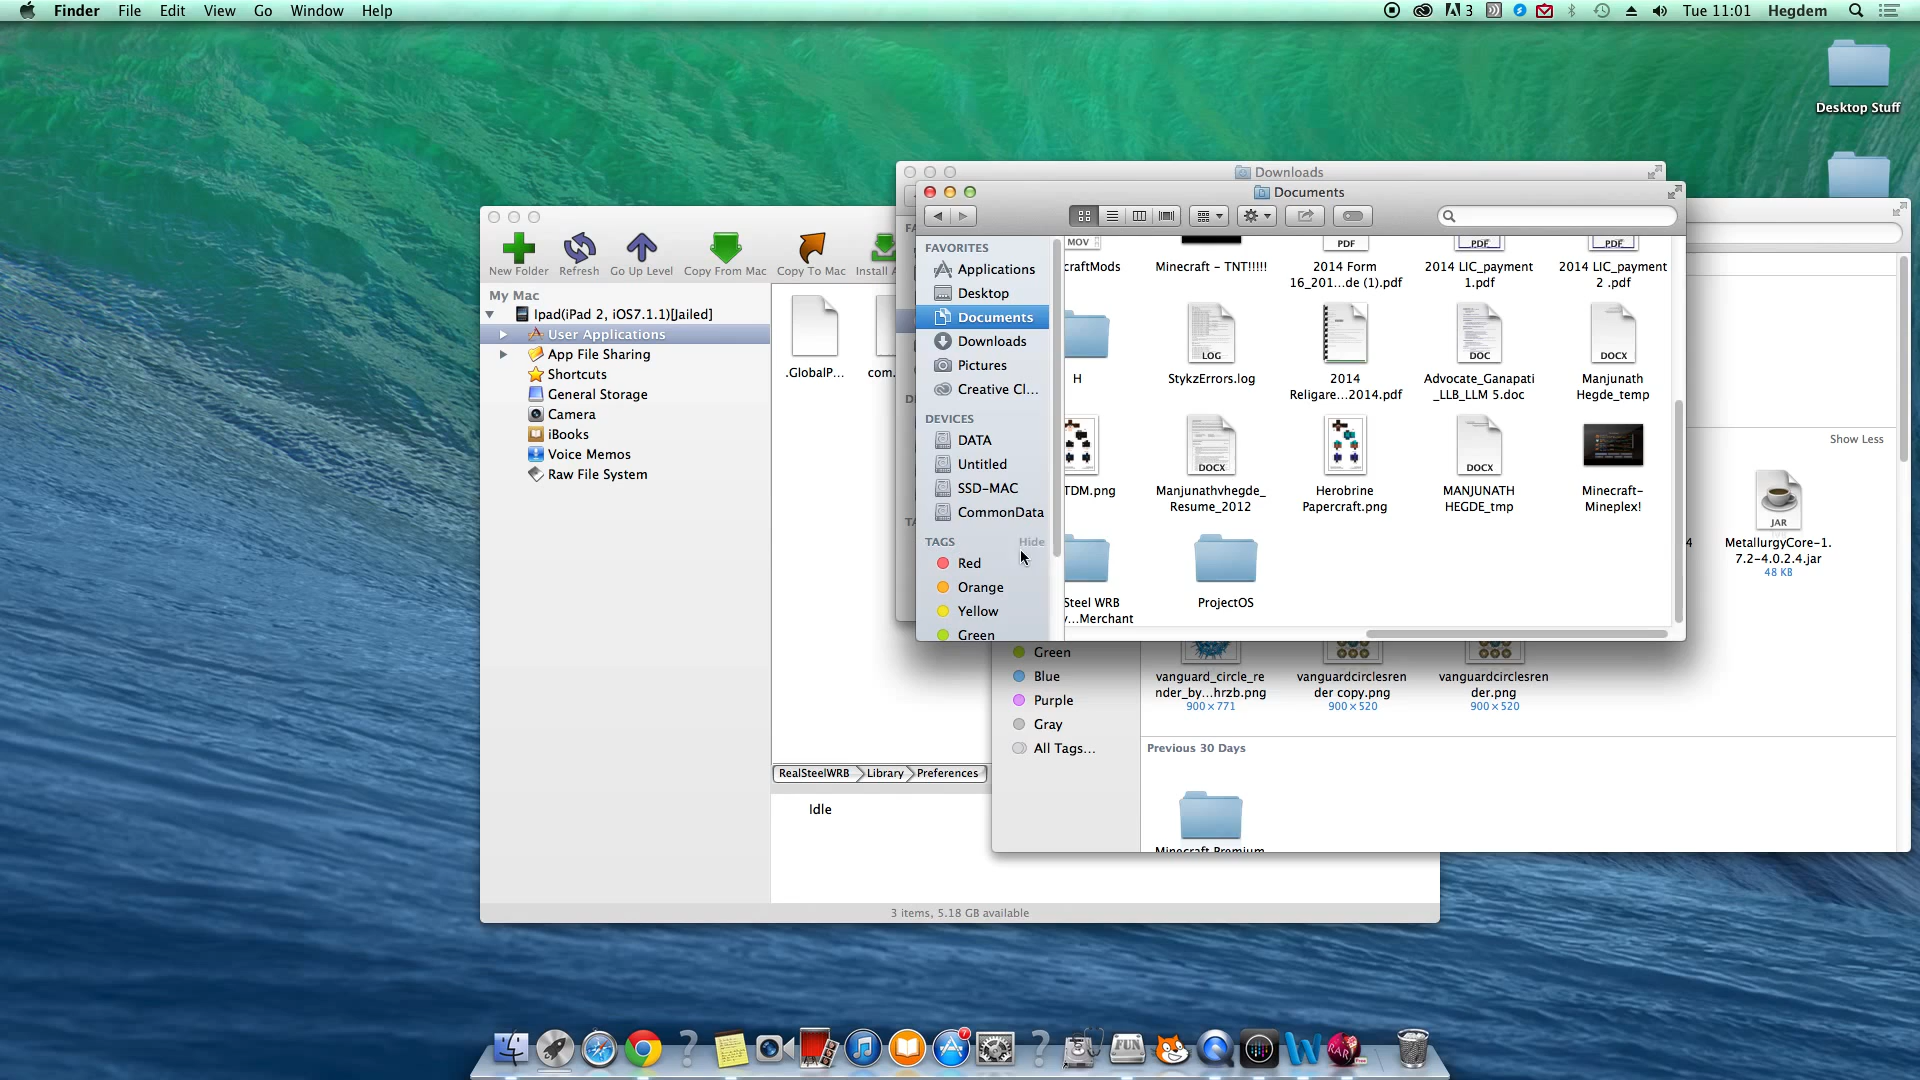 Finder File Edit View Go Window Help
3 Tue 11:01 Hegdem
Desktop Stuff
Downloads
Documents
New Folder Refresh Go Up Level Copy From Mac Copy To Mac Install
My Mac
Ipad(iPad 2, iOS7.1.1)[Jailed]
User Applications
App File Sharing
Shortcuts
General Storage
Camera
iBooks
Voice Memos
Raw File System
.GlobalP...
com.
RealSteelWRB Library Preferences
Idle
3 items, 5.18 GB available
FAVORITES
Applications
Desktop
Documents
Downloads
Pictures
Creative Cl...
DEVICES
DATA
Untitled
SSD-MAC
CommonData
TAGS Hide
Red
Orange
Yellow
Green
MOV PDF PDF PDF
craftMods
Minecraft - TNT!!!!!
2014 Form
16_201...de (1).pdf
2014 LIC_payment
1.pdf
2014 LIC_payment
2 .pdf
LOG DOC DOCX
H
StykzErrors.log
2014
Religare...2014.pdf
Advocate_Ganapati
_LLB_LLM 5.doc
Manjunath
Hegde_temp
DOCX DOCX
TDM.png
Manjunathvhegde_
Resume_2012
Herobrine
Papercraft.png
MANJUNATH
HEGDE_tmp
Minecraft-
Mineplex!
Steel WRB
...Merchant
ProjectOS
Show Less
JAR
4
MetallurgyCore-1.
7.2-4.0.2.4.jar
48 KB
Green
Blue
Purple
Gray
All Tags...
vanguard_circle_re
nder_by...hrzb.png
900 × 771
vanguardcirclesren
der copy.png
900 × 520
vanguardcirclesren
der.png
900 × 520
Previous 30 Days
Minecraft Premium
7
FUN
RAR